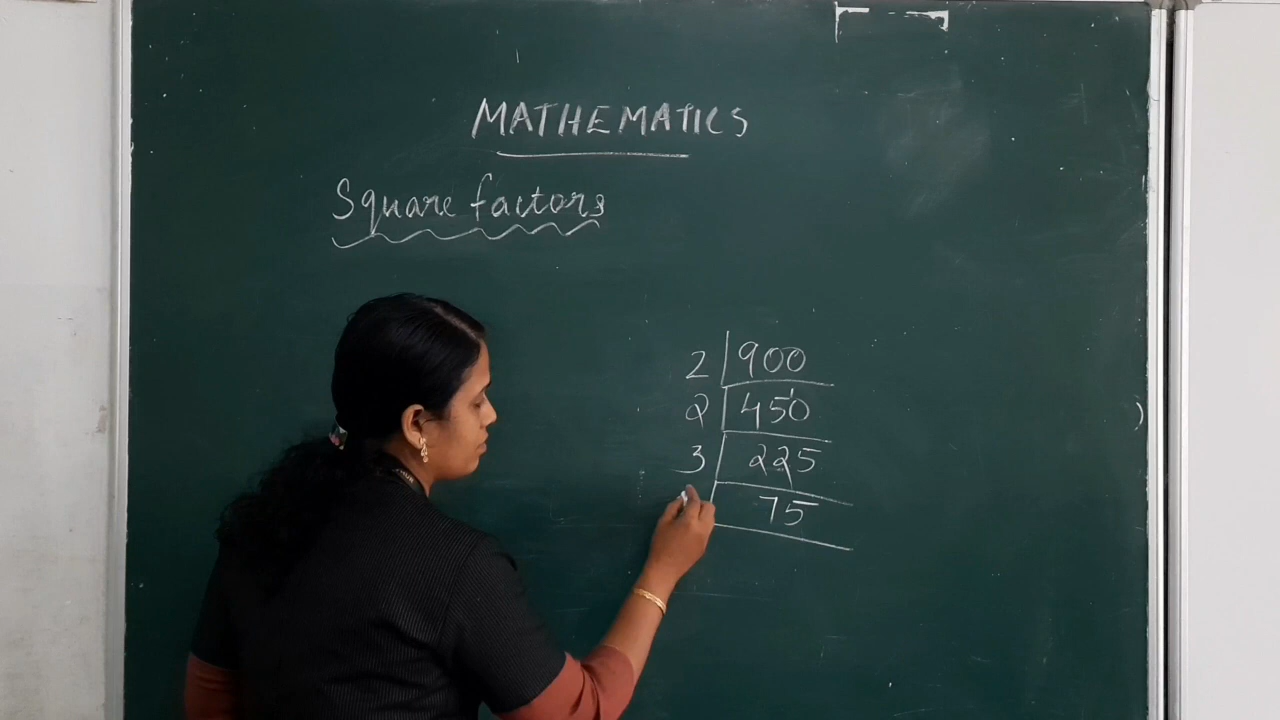 MATHEMATICS
Square factors
2 | 900
2 | 450
3 | 225
75